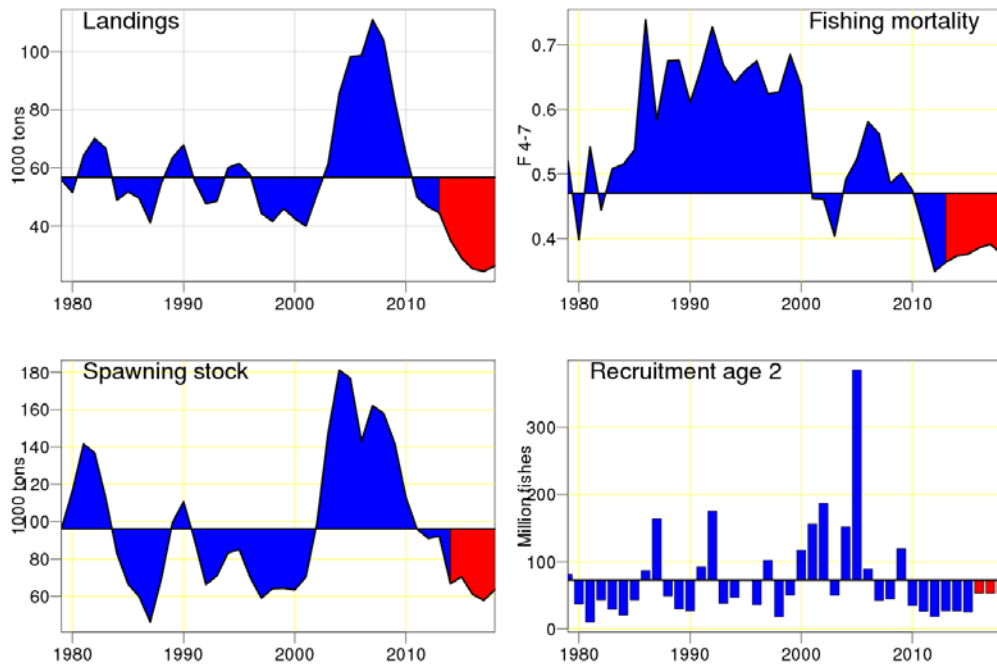 Landings
1000 tons
100
80
60
40
1980 1990 2000 2010
Fishing mortality
F 4-7
0.7
0.6
0.5
0.4
1980 1990 2000 2010
Spawning stock
1000 tons
180
160
140
120
100
80
60
1980 1990 2000 2010
Recruitment age 2
Million fishes
300
200
100
0
1980 1990 2000 2010